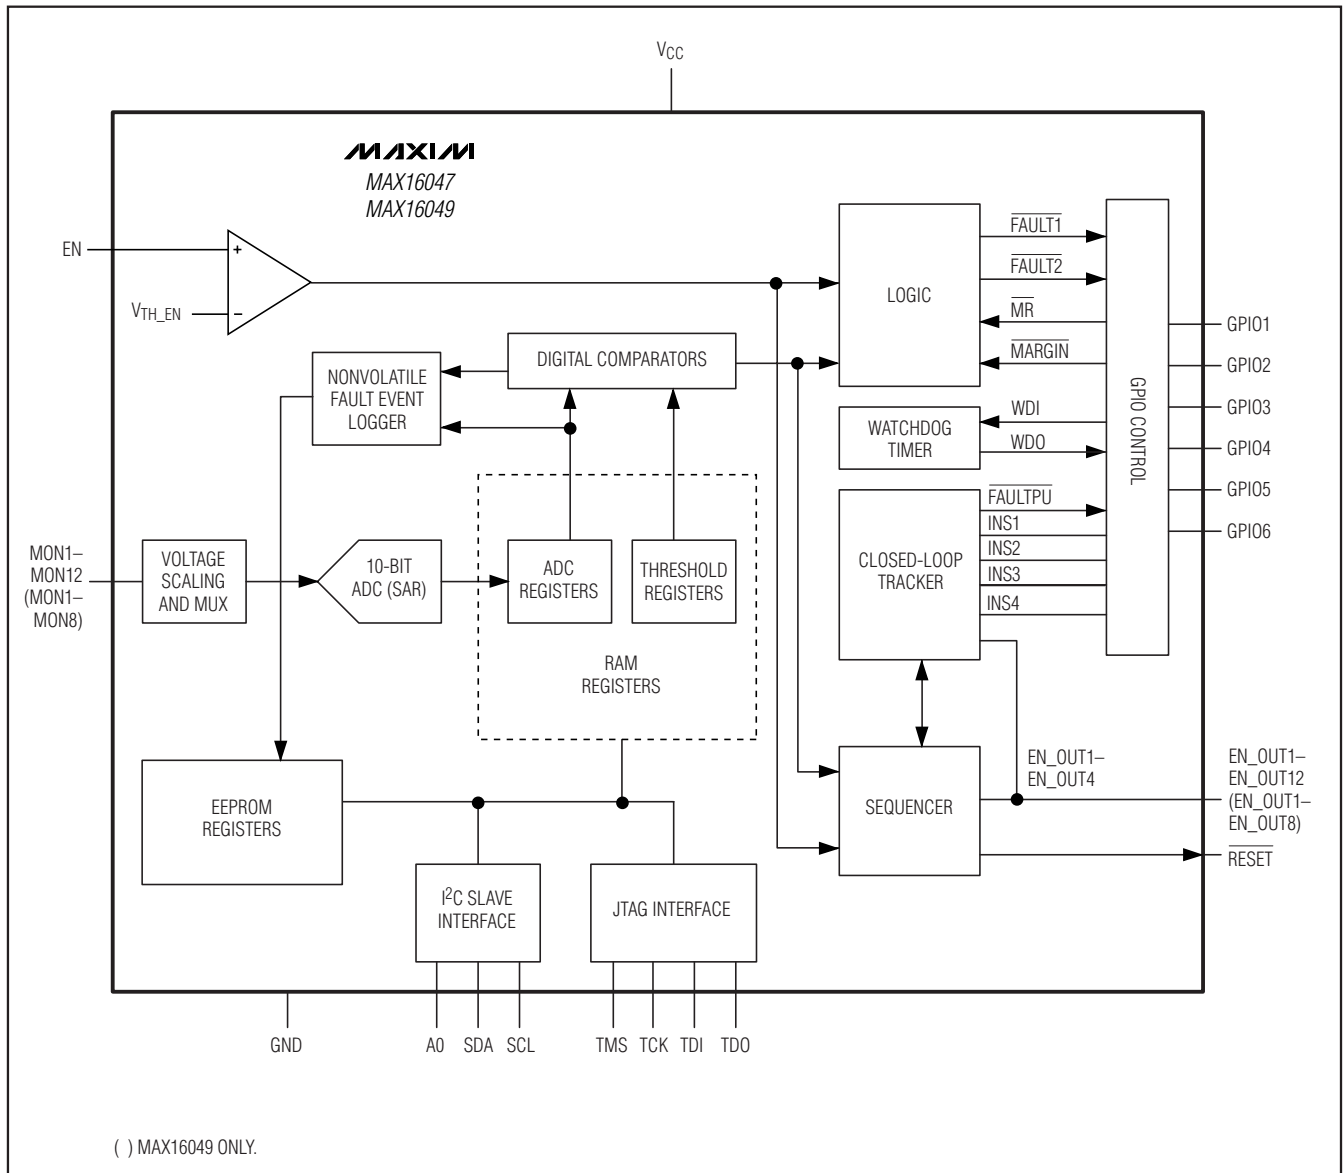 VCC
MAXIM
MAX16047
MAX16049
EN
+
VTH_EN
−
LOGIC
FAULT1
FAULT2
MR
MARGIN
DIGITAL COMPARATORS
NONVOLATILE
FAULT EVENT
LOGGER
WATCHDOG
TIMER
WDI
WDO
GPIO CONTROL
GPIO1
GPIO2
GPIO3
GPIO4
GPIO5
GPIO6
MON1–
MON12
(MON1–
MON8)
VOLTAGE
SCALING
AND MUX
10-BIT
ADC (SAR)
ADC
REGISTERS
THRESHOLD
REGISTERS
RAM
REGISTERS
CLOSED-LOOP
TRACKER
FAULTPU
INS1
INS2
INS3
INS4
EEPROM
REGISTERS
SEQUENCER
EN_OUT1–
EN_OUT4
EN_OUT1–
EN_OUT12
(EN_OUT1–
EN_OUT8)
RESET
I2C SLAVE
INTERFACE
JTAG INTERFACE
GND
A0
SDA
SCL
TMS
TCK
TDI
TDO
( ) MAX16049 ONLY.